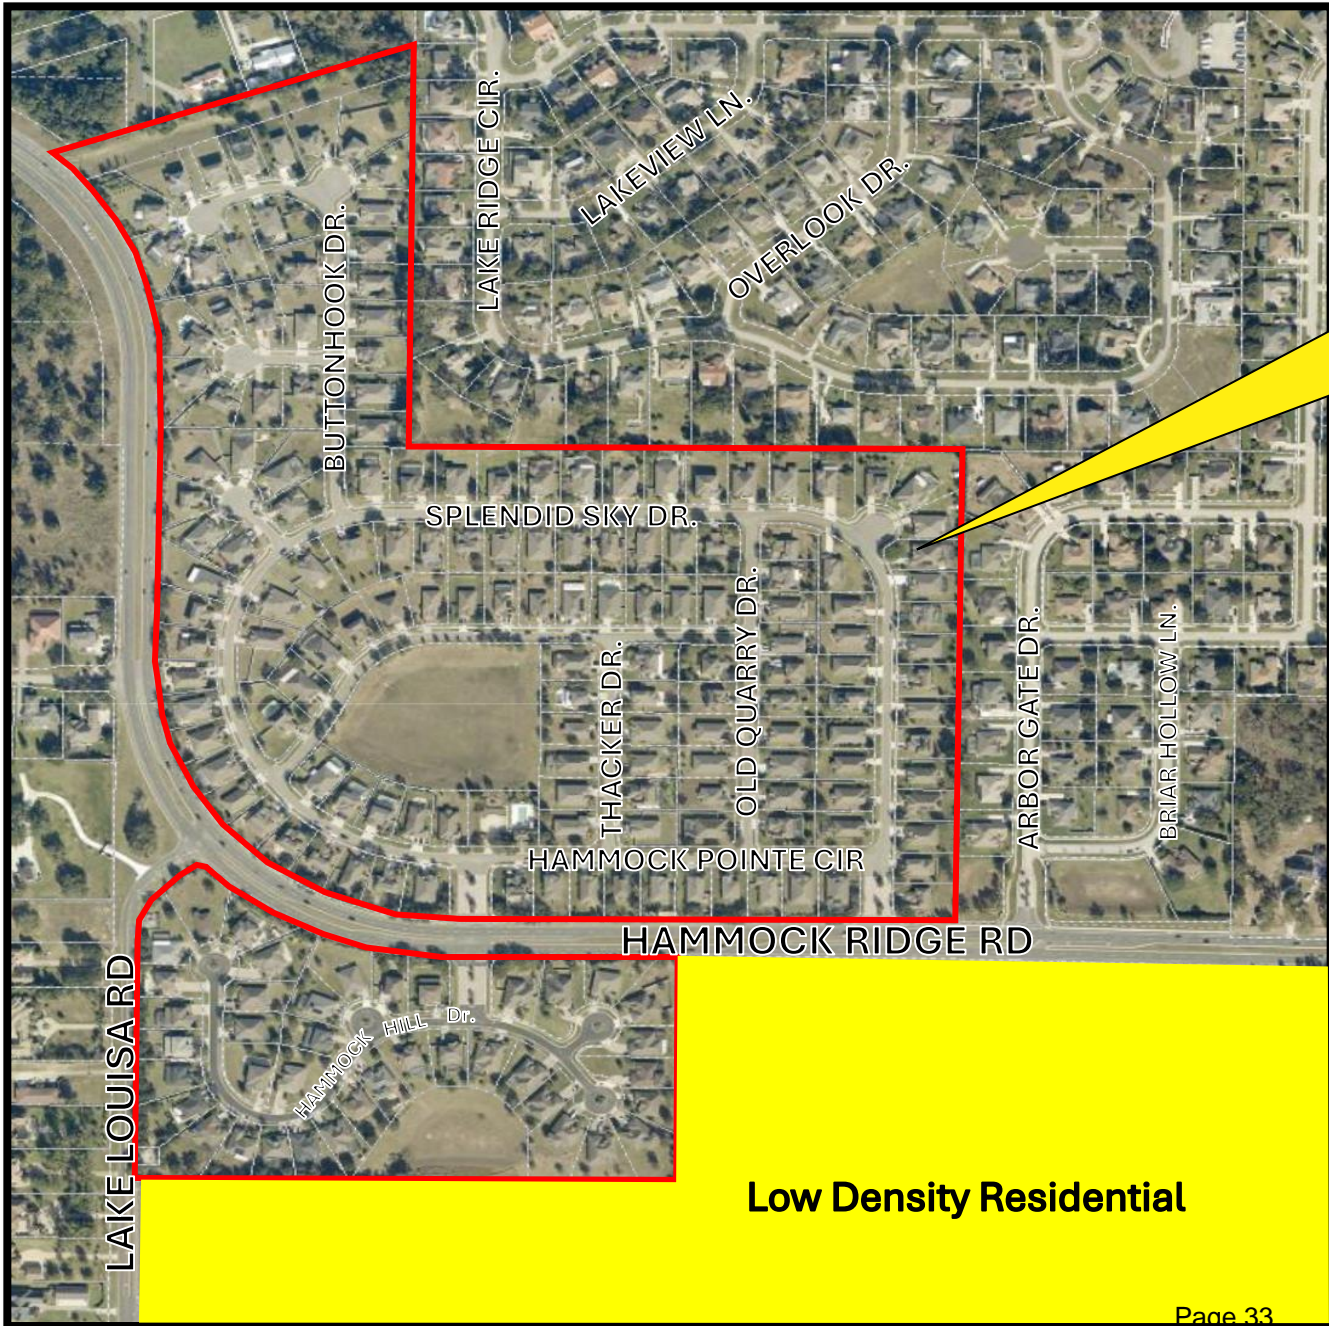 LAKE RIDGE CIR.
LAKEVIEW LN.
OVERLOOK DR.
BUTTONHOOK DR.
SPLENDID SKY DR.
OLD QUARRY DR.
THACKER DR.
ARBOR GATE DR.
BRIAR HOLLOW LN.
HAMMOCK POINTE CIR
HAMMOCK RIDGE RD
LAKE LOUISA RD
HAMMOCK HILL Dr.
Low Density Residential
Page 33